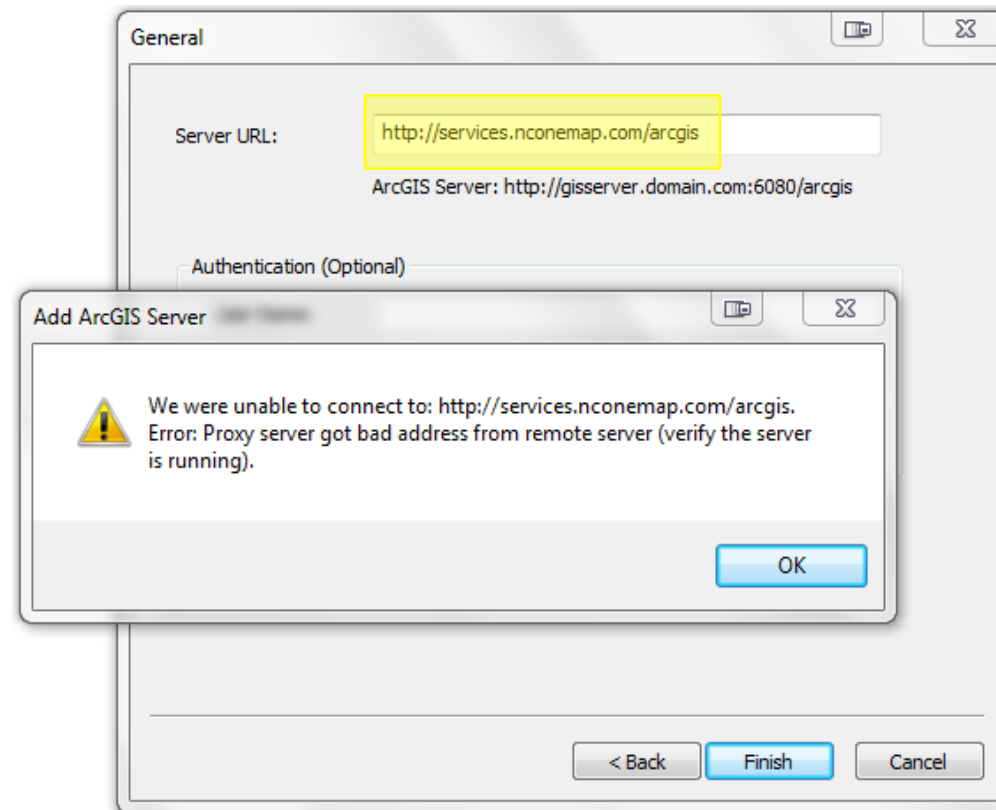 General
Server URL:
http://services.nconemap.com/arcgis
ArcGIS Server: http://gisserver.domain.com:6080/arcgis
Authentication (Optional)
Add ArcGIS Server
We were unable to connect to: http://services.nconemap.com/arcgis.
Error: Proxy server got bad address from remote server (verify the server
is running).
OK
< Back
Finish
Cancel